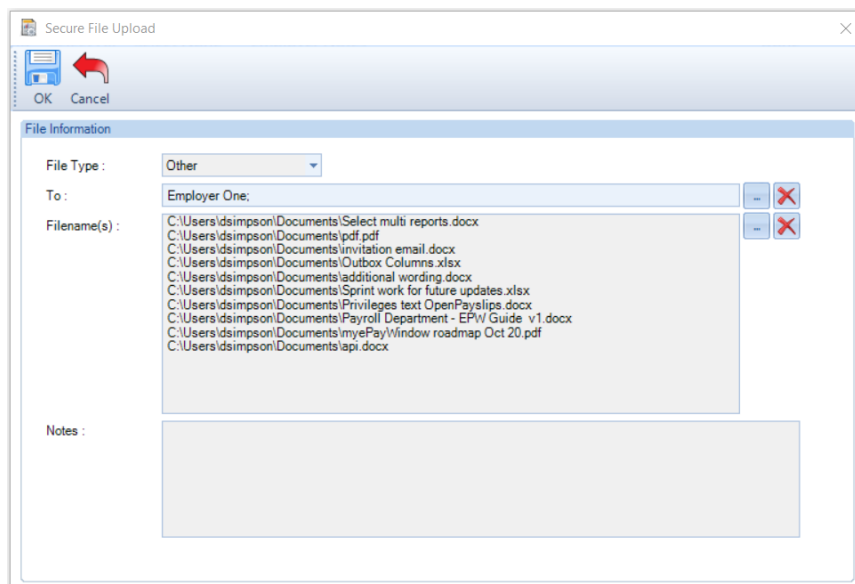 Secure File Upload
OK Cancel
File Information
File Type : Other
To : Employer One; ...
Filename(s) : C:\Users\dsimpson\Documents\Select multi reports.docx ...
C:\Users\dsimpson\Documents\pdf.pdf
C:\Users\dsimpson\Documents\invitation email.docx
C:\Users\dsimpson\Documents\Outbox Columns.xlsx
C:\Users\dsimpson\Documents\additional wording.docx
C:\Users\dsimpson\Documents\Sprint work for future updates.xlsx
C:\Users\dsimpson\Documents\Privileges text OpenPayslips.docx
C:\Users\dsimpson\Documents\Payroll Department - EPW Guide  v1.docx
C:\Users\dsimpson\Documents\myePayWindow roadmap Oct 20.pdf
C:\Users\dsimpson\Documents\api.docx
Notes :